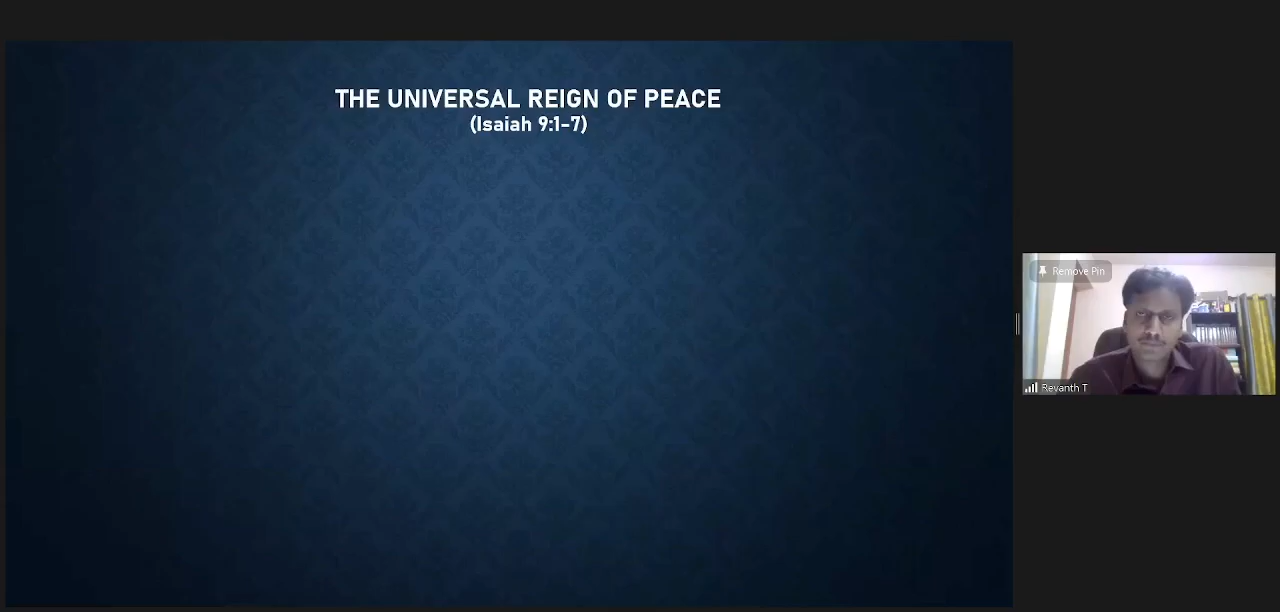 THE UNIVERSAL REIGN OF PEACE
(Isaiah 9:1-7)
Remove Pin
Revanth T